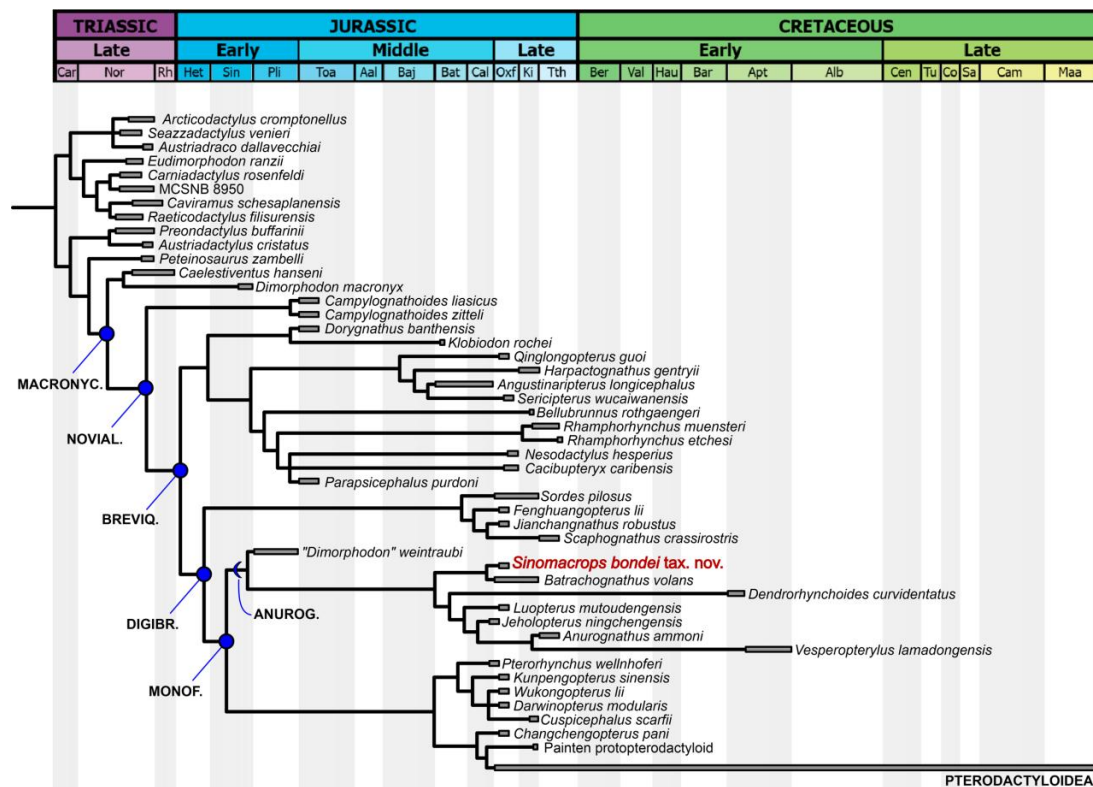 TRIASSIC JURASSIC CRETACEOUS
Late Early Middle Late Early Late
Car Nor Rh Het Sin Pli Toa Aal Baj Bat Cal Oxf Ki Tth Ber Val Hau Bar Apt Alb Cen Tu Co Sa Cam Maa
Arcticodactylus cromptonellus
Seazzadactylus venieri
Austriadraco dallavecchiai
Eudimorphodon ranzii
Carniadactylus rosenfeldi
MCSNB 8950
Caviramus schesaplanensis
Raeticodactylus filisurensis
Preondactylus buffarinii
Austriadactylus cristatus
Peteinosaurus zambelli
Caelestiventus hanseni
Dimorphodon macronyx
Campylognathoides liasicus
Campylognathoides zitteli
Dorygnathus banthensis
Klobiodon rochei
Qinglongopterus guoi
Harpactognathus gentryii
MACRONYC.
Angustinaripterus longicephalus
Sericipterus wucaiwanensis
Bellubrunnus rothgaengeri
Rhamphorhynchus muensteri
NOVIAL.
Rhamphorhynchus etchesi
Nesodactylus hesperius
Cacibupteryx caribensis
Parapsicephalus purdoni
Sordes pilosus
Fenghuangopterus lii
BREVIQ.
Jianchangnathus robustus
Scaphognathus crassirostris
"Dimorphodon" weintraubi
Sinomacrops bondei tax. nov.
Batrachognathus volans
Dendrorhynchoides curvidentatus
Luopterus mutoudengensis
ANUROG.
DIGIBR.
Jeholopterus ningchengensis
Anurognathus ammoni
Vesperopterylus lamadongensis
Pterorhynchus wellnhoferi
Kunpengopterus sinensis
MONOF.
Wukongopterus lii
Darwinopterus modularis
Cuspicephalus scarfii
Changchengopterus pani
Painten protopterodactyloid
PTERODACTYLOIDEA